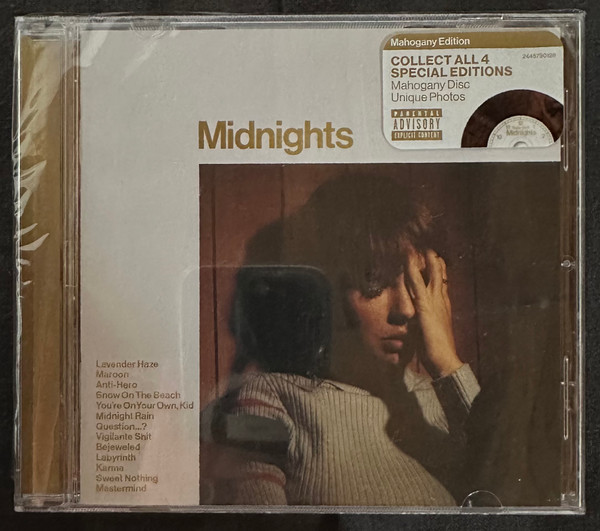 Mahogany Edition
COLLECT ALL 4
SPECIAL EDITIONS
Mahogany Disc
Unique Photos
PARENTAL
ADVISORY
EXPLICIT CONTENT
Midnights
Midnights
Lavender Haze
Maroon
Anti-Hero
Snow On The Beach
You're On Your Own, Kid
Midnight Rain
Question...?
Vigilante Shit
Bejeweled
Labyrinth
Karma
Sweet Nothing
Mastermind